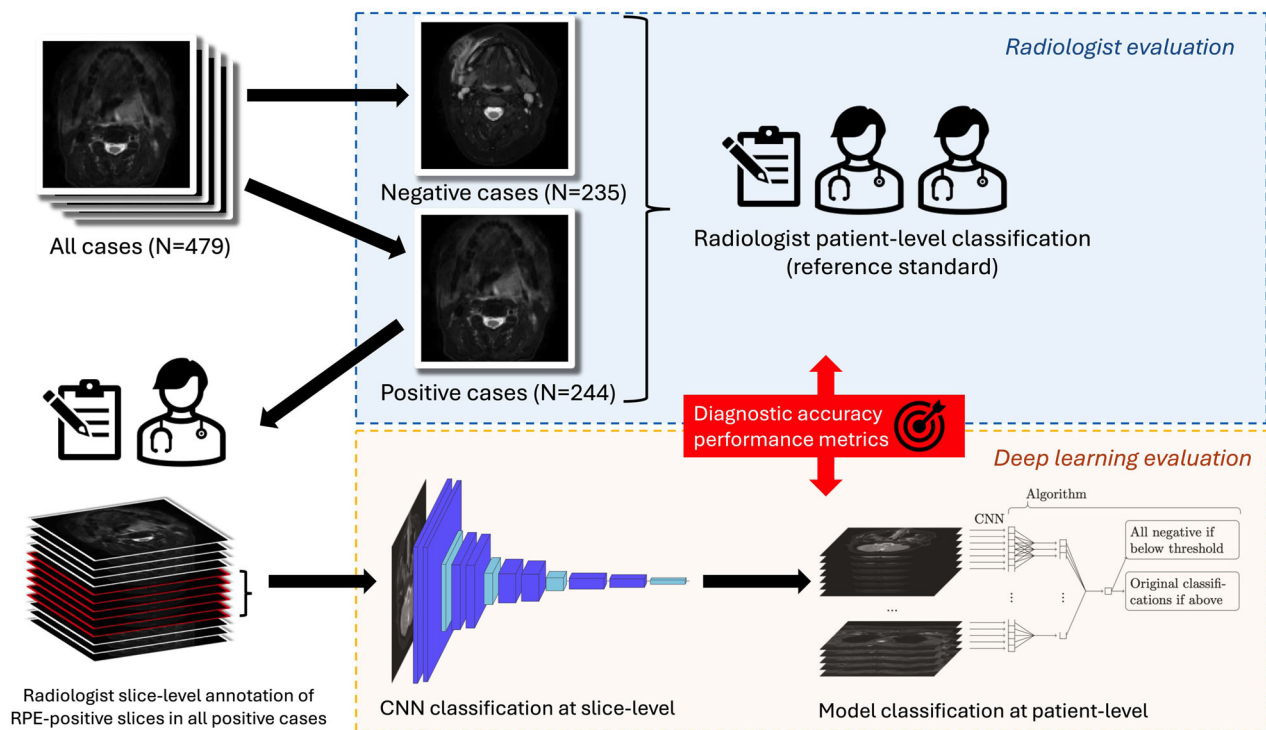 Radiologist evaluation
Negative cases (N=235)
All cases (N=479)
Radiologist patient-level classification
(reference standard)
Positive cases (N=244)
Diagnostic accuracy
performance metrics
Deep learning evaluation
Algorithm
CNN
All negative if
below threshold
Original classifi-
cations if above
...
Radiologist slice-level annotation of
RPE-positive slices in all positive cases
CNN classification at slice-level
Model classification at patient-level